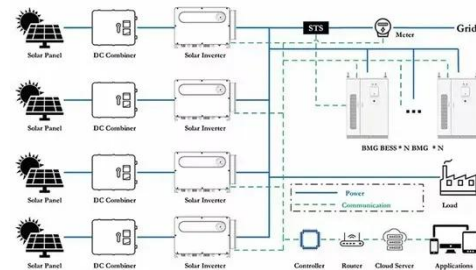 STS
Meter
Grid
Solar Panel DC Combiner Solar Inverter
Solar Panel DC Combiner Solar Inverter
BMG BESS * N BMG * N
Solar Panel DC Combiner Solar Inverter
Power
Communication
Load
Solar Panel DC Combiner Solar Inverter
Controller Router Cloud Server Applications